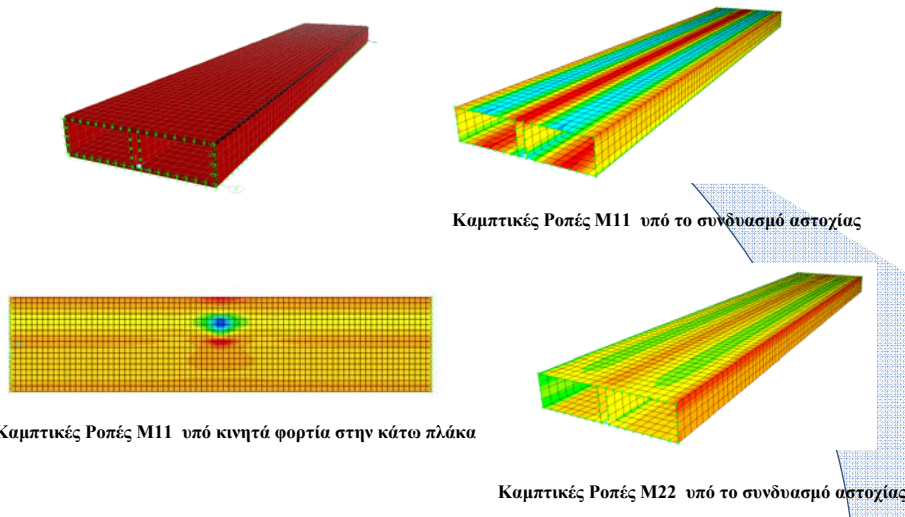 Καμπτικές Ροπές Μ11 υπό το συνδυασμό αστοχίας
Καμπτικές Ροπές Μ11 υπό κινητά φορτία στην κάτω πλάκα
Καμπτικές Ροπές Μ22 υπό το συνδυασμό αστοχίας